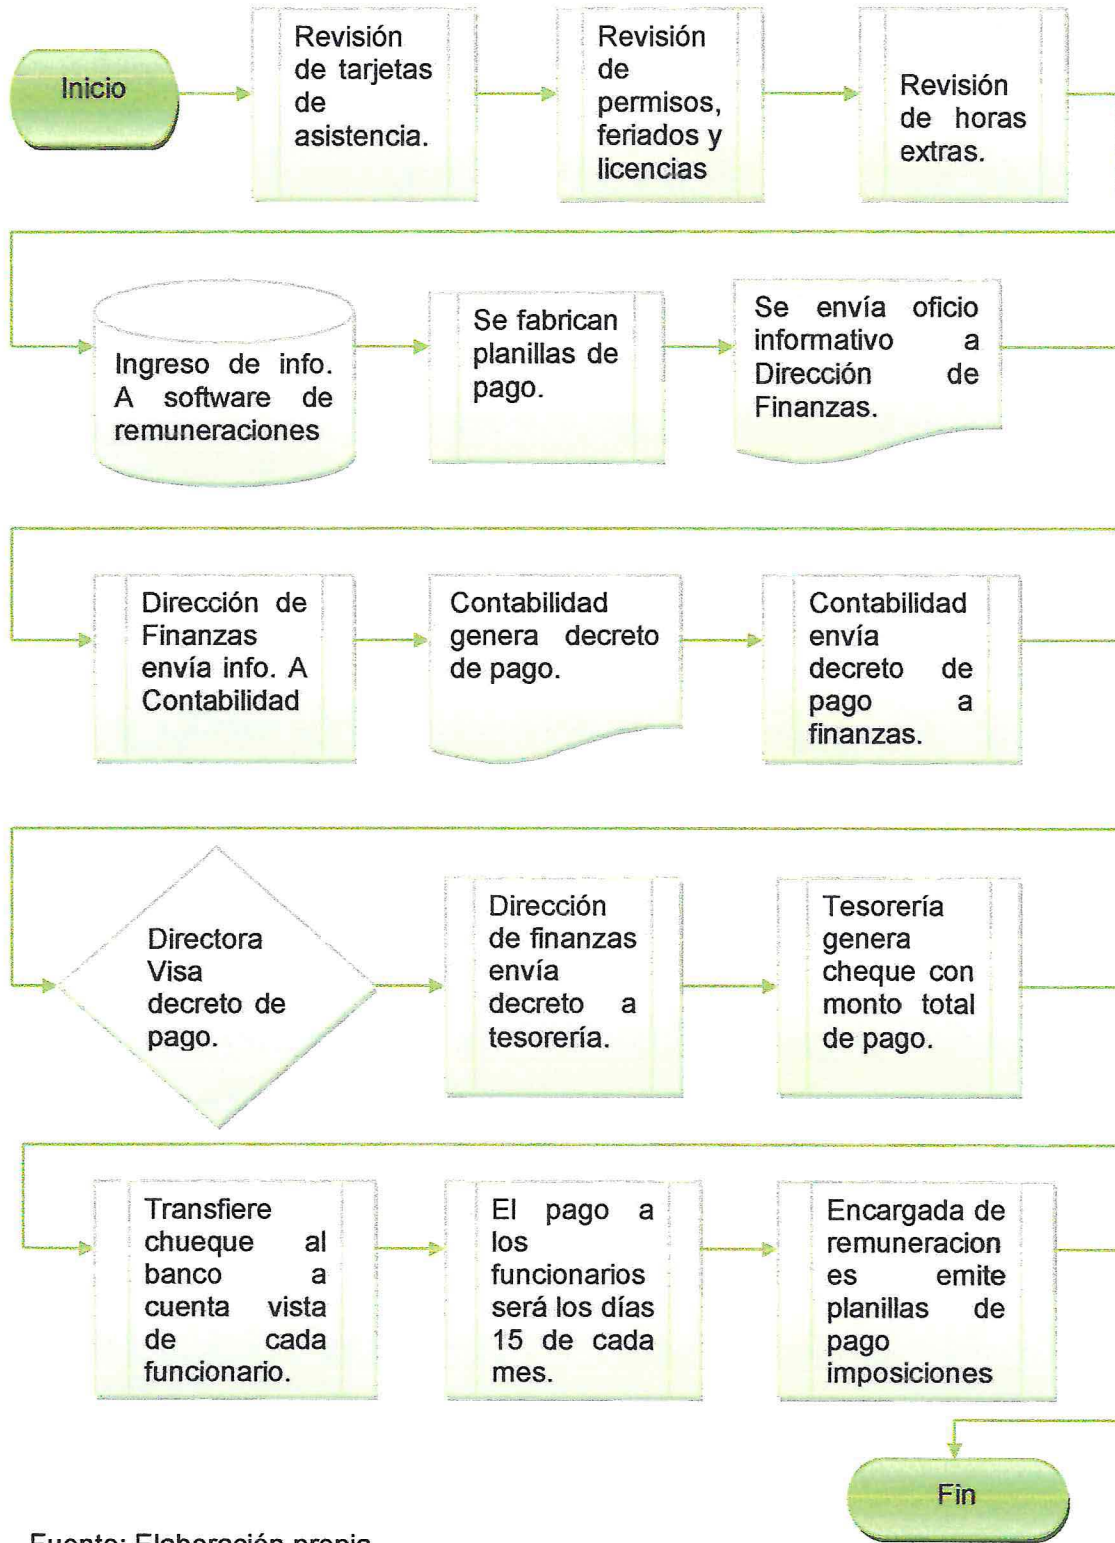 Inicio
Revisión
de tarjetas
de
asistencia.
Revisión
de
permisos,
feriados y
licencias
Revisión
de horas
extras.
Ingreso de info.
A software de
remuneraciones
Se fabrican
planillas de
pago.
Se envía oficio
informativo a
Dirección de
Finanzas.
Dirección de
Finanzas
envía info. A
Contabilidad
Contabilidad
genera decreto
de pago.
Contabilidad
envía
decreto de
pago a
finanzas.
Directora
Visa
decreto de
pago.
Dirección
de finanzas
envía
decreto a
tesorería.
Tesorería
genera
cheque con
monto total
de pago.
Transfiere
chueque al
banco a
cuenta vista
de cada
funcionario.
El pago a
los
funcionarios
será los días
15 de cada
mes.
Encargada de
remuneracion
es emite
planillas de
pago
imposiciones
Fin
Fuente: Elaboración propia